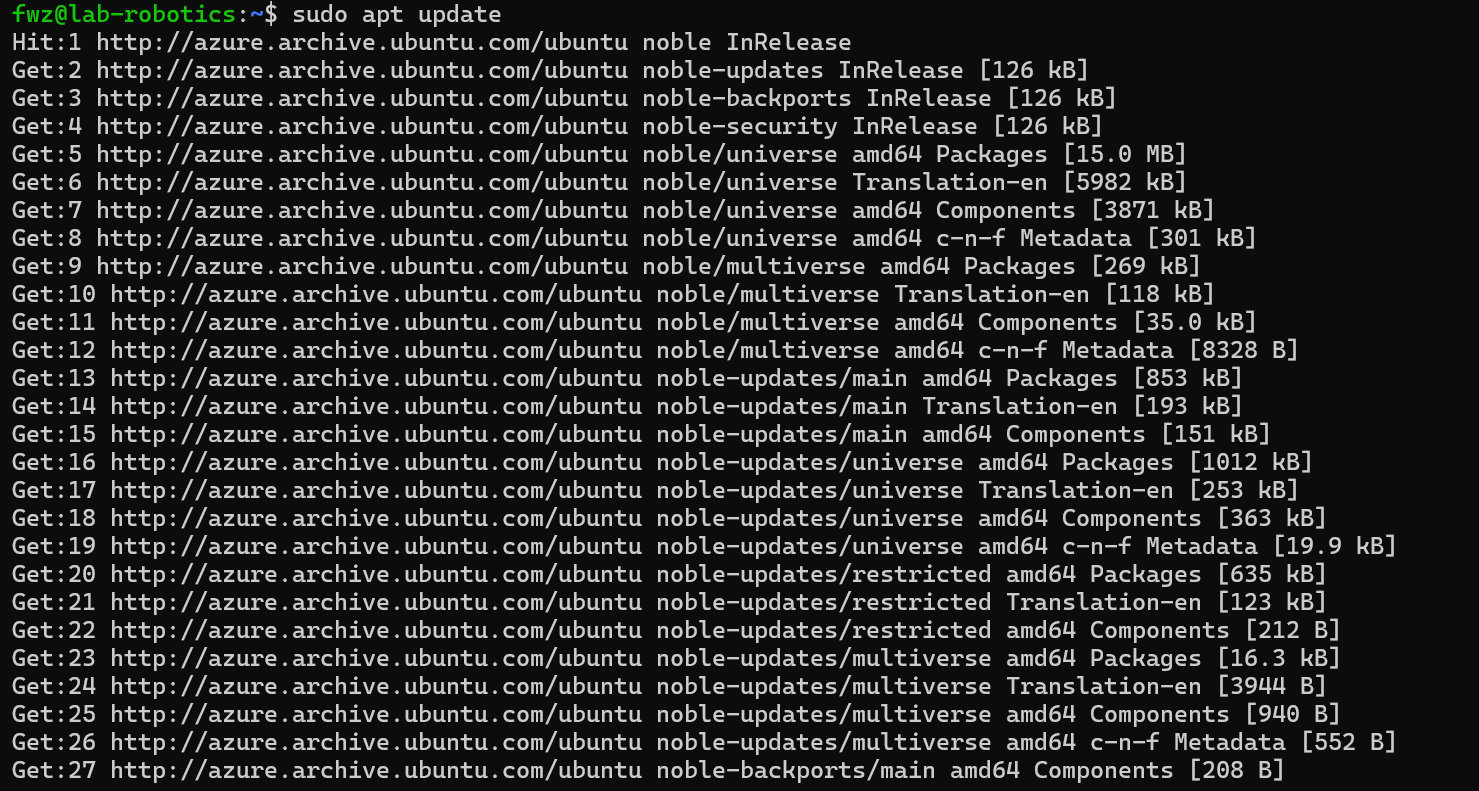 fwz@lab-robotics:~$ sudo apt update
Hit:1 http://azure.archive.ubuntu.com/ubuntu noble InRelease
Get:2 http://azure.archive.ubuntu.com/ubuntu noble-updates InRelease [126 kB]
Get:3 http://azure.archive.ubuntu.com/ubuntu noble-backports InRelease [126 kB]
Get:4 http://azure.archive.ubuntu.com/ubuntu noble-security InRelease [126 kB]
Get:5 http://azure.archive.ubuntu.com/ubuntu noble/universe amd64 Packages [15.0 MB]
Get:6 http://azure.archive.ubuntu.com/ubuntu noble/universe Translation-en [5982 kB]
Get:7 http://azure.archive.ubuntu.com/ubuntu noble/universe amd64 Components [3871 kB]
Get:8 http://azure.archive.ubuntu.com/ubuntu noble/universe amd64 c-n-f Metadata [301 kB]
Get:9 http://azure.archive.ubuntu.com/ubuntu noble/multiverse amd64 Packages [269 kB]
Get:10 http://azure.archive.ubuntu.com/ubuntu noble/multiverse Translation-en [118 kB]
Get:11 http://azure.archive.ubuntu.com/ubuntu noble/multiverse amd64 Components [35.0 kB]
Get:12 http://azure.archive.ubuntu.com/ubuntu noble/multiverse amd64 c-n-f Metadata [8328 B]
Get:13 http://azure.archive.ubuntu.com/ubuntu noble-updates/main amd64 Packages [853 kB]
Get:14 http://azure.archive.ubuntu.com/ubuntu noble-updates/main Translation-en [193 kB]
Get:15 http://azure.archive.ubuntu.com/ubuntu noble-updates/main amd64 Components [151 kB]
Get:16 http://azure.archive.ubuntu.com/ubuntu noble-updates/universe amd64 Packages [1012 kB]
Get:17 http://azure.archive.ubuntu.com/ubuntu noble-updates/universe Translation-en [253 kB]
Get:18 http://azure.archive.ubuntu.com/ubuntu noble-updates/universe amd64 Components [363 kB]
Get:19 http://azure.archive.ubuntu.com/ubuntu noble-updates/universe amd64 c-n-f Metadata [19.9 kB]
Get:20 http://azure.archive.ubuntu.com/ubuntu noble-updates/restricted amd64 Packages [635 kB]
Get:21 http://azure.archive.ubuntu.com/ubuntu noble-updates/restricted Translation-en [123 kB]
Get:22 http://azure.archive.ubuntu.com/ubuntu noble-updates/restricted amd64 Components [212 B]
Get:23 http://azure.archive.ubuntu.com/ubuntu noble-updates/multiverse amd64 Packages [16.3 kB]
Get:24 http://azure.archive.ubuntu.com/ubuntu noble-updates/multiverse Translation-en [3944 B]
Get:25 http://azure.archive.ubuntu.com/ubuntu noble-updates/multiverse amd64 Components [940 B]
Get:26 http://azure.archive.ubuntu.com/ubuntu noble-updates/multiverse amd64 c-n-f Metadata [552 B]
Get:27 http://azure.archive.ubuntu.com/ubuntu noble-backports/main amd64 Components [208 B]